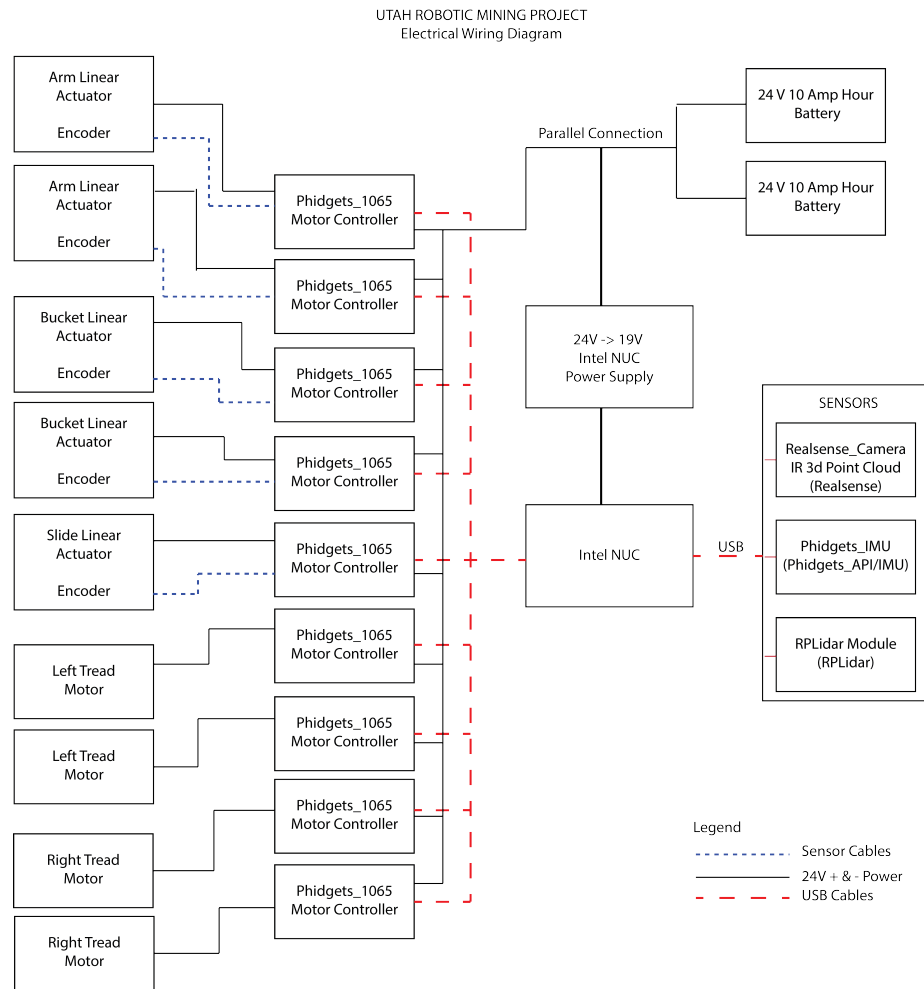 UTAH ROBOTIC MINING PROJECT
Electrical Wiring Diagram
Arm Linear
Actuator
Encoder
Arm Linear
Actuator
Encoder
Bucket Linear
Actuator
Encoder
Bucket Linear
Actuator
Encoder
Slide Linear
Actuator
Encoder
Left Tread
Motor
Left Tread
Motor
Right Tread
Motor
Right Tread
Motor
Phidgets_1065
Motor Controller
Phidgets_1065
Motor Controller
Phidgets_1065
Motor Controller
Phidgets_1065
Motor Controller
Phidgets_1065
Motor Controller
Phidgets_1065
Motor Controller
Phidgets_1065
Motor Controller
Phidgets_1065
Motor Controller
Phidgets_1065
Motor Controller
Parallel Connection
24 V 10 Amp Hour
Battery
24 V 10 Amp Hour
Battery
24V -> 19V
Intel NUC
Power Supply
Intel NUC
USB
SENSORS
Realsense_Camera
IR 3d Point Cloud
(Realsense)
Phidgets_IMU
(Phidgets_API/IMU)
RPLidar Module
(RPLidar)
Legend
Sensor Cables
24V + & - Power
USB Cables